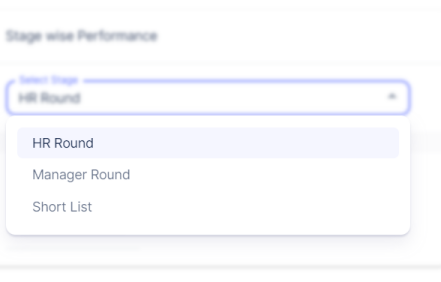 Stage wise Performance
Select Stage
HR Round
HR Round
Manager Round
Short List